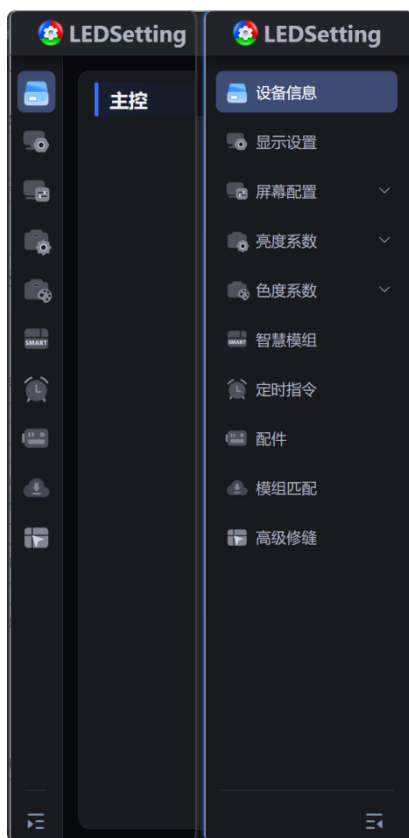 LEDSetting
主控
SMART
LEDSetting
设备信息
显示设置
屏幕配置
亮度系数
色度系数
SMART
智慧模组
定时指令
配件
模组匹配
高级修缝